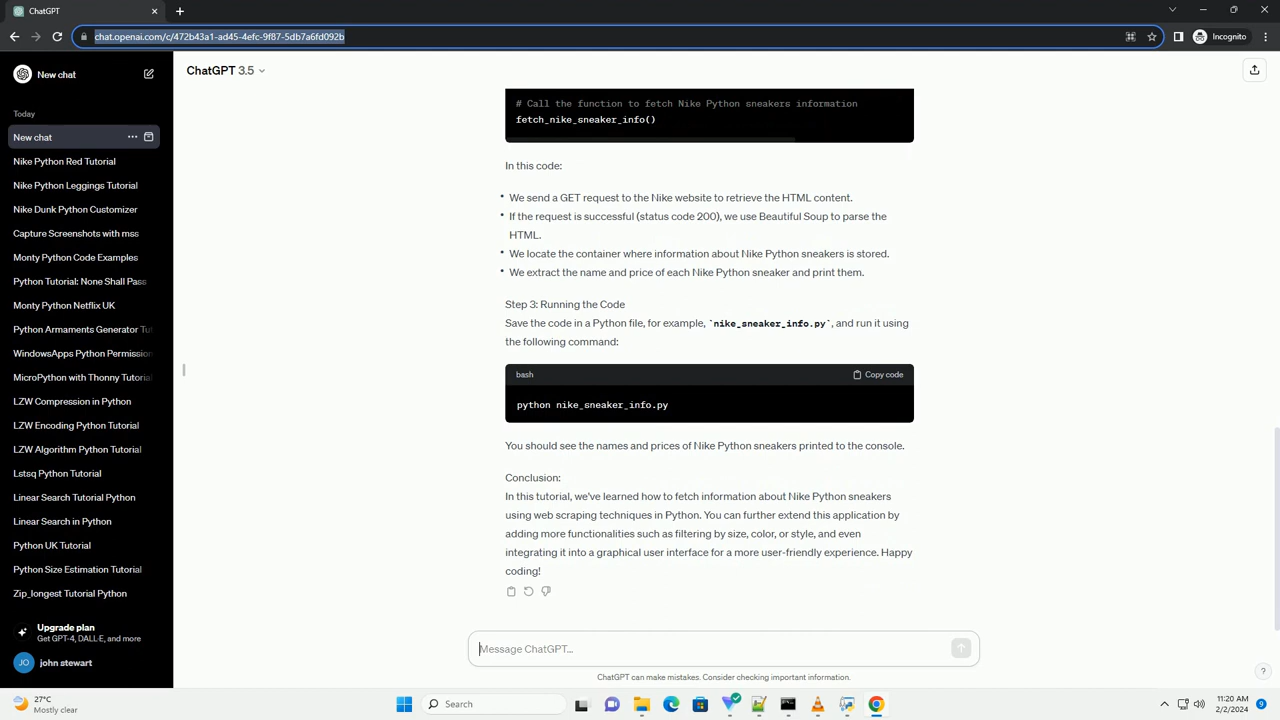 ChatGPT
chat.openai.com/c/472b43a1-ad45-4efc-9f87-5db7a6fd092b
Incognito
New chat
ChatGPT 3.5
Today
New chat
Nike Python Red Tutorial
Nike Python Leggings Tutorial
Nike Dunk Python Customizer
Capture Screenshots with mss
Monty Python Code Examples
Python Tutorial: None Shall Pass
Monty Python Netflix UK
Python Armaments Generator Tut
WindowsApps Python Permission
MicroPython with Thonny Tutorial
LZW Compression in Python
LZW Encoding Python Tutorial
LZW Algorithm Python Tutorial
Lstsq Python Tutorial
Linear Search Tutorial Python
Linear Search in Python
Python UK Tutorial
Python Size Estimation Tutorial
Zip_longest Tutorial Python
Upgrade plan
Get GPT-4, DALL·E, and more
JO john stewart
# Call the function to fetch Nike Python sneakers information
fetch_nike_sneaker_info()
In this code:
• We send a GET request to the Nike website to retrieve the HTML content.
• If the request is successful (status code 200), we use Beautiful Soup to parse the
HTML.
• We locate the container where information about Nike Python sneakers is stored.
• We extract the name and price of each Nike Python sneaker and print them.
Step 3: Running the Code
Save the code in a Python file, for example, `nike_sneaker_info.py`, and run it using
the following command:
bash Copy code
python nike_sneaker_info.py
You should see the names and prices of Nike Python sneakers printed to the console.
Conclusion:
In this tutorial, we've learned how to fetch information about Nike Python sneakers
using web scraping techniques in Python. You can further extend this application by
adding more functionalities such as filtering by size, color, or style, and even
integrating it into a graphical user interface for a more user-friendly experience. Happy
coding!
Message ChatGPT...
ChatGPT can make mistakes. Consider checking important information.
?
27°C
Mostly clear
Search
11:20 AM
2/2/2024
9